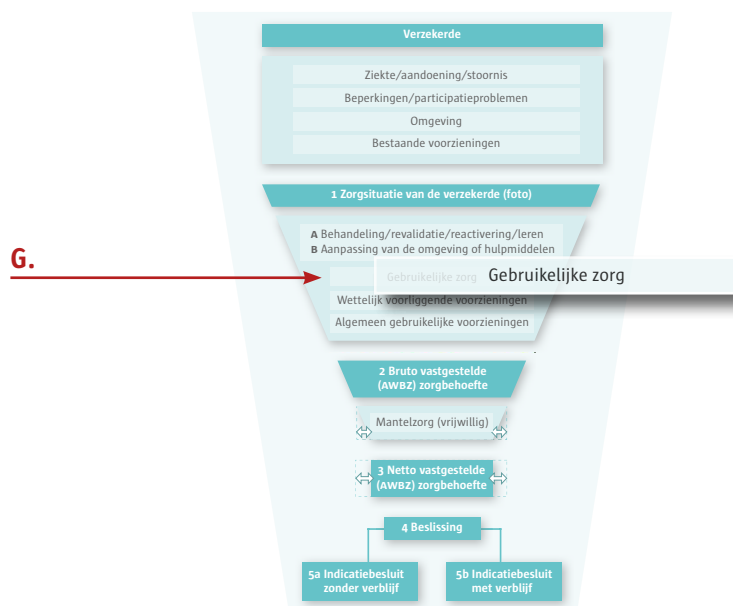 Verzekerde
Ziekte/aandoening/stoornis
Beperkingen/participatieproblemen
Omgeving
Bestaande voorzieningen
1 Zorgsituatie van de verzekerde (foto)
A Behandeling/revalidatie/reactivering/leren
B Aanpassing van de omgeving of hulpmiddelen
G.
Gebruikelijke zorg
Gebruikelijke zorg
Wettelijk voorliggende voorzieningen
Algemeen gebruikelijke voorzieningen
2 Bruto vastgestelde
(AWBZ) zorgbehoefte
Mantelzorg (vrijwillig)
3 Netto vastgestelde
(AWBZ) zorgbehoefte
4 Beslissing
5a Indicatiebesluit
zonder verblijf
5b Indicatiebesluit
met verblijf